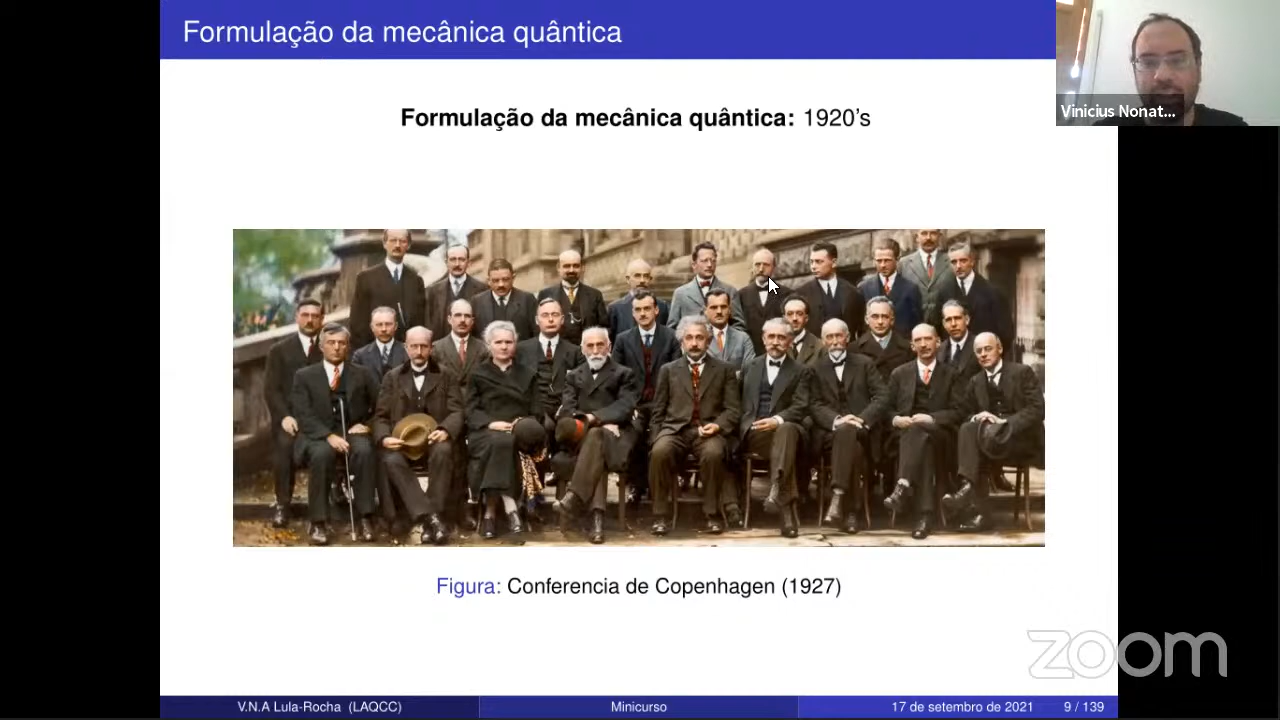 Formulação da mecânica quântica
Vinicius Nonat...
Formulação da mecânica quântica: 1920's
Figura: Conferencia de Copenhagen (1927)
zoom
V.N.A Lula-Rocha (LAQCC) Minicurso 17 de setembro de 2021 9 / 139